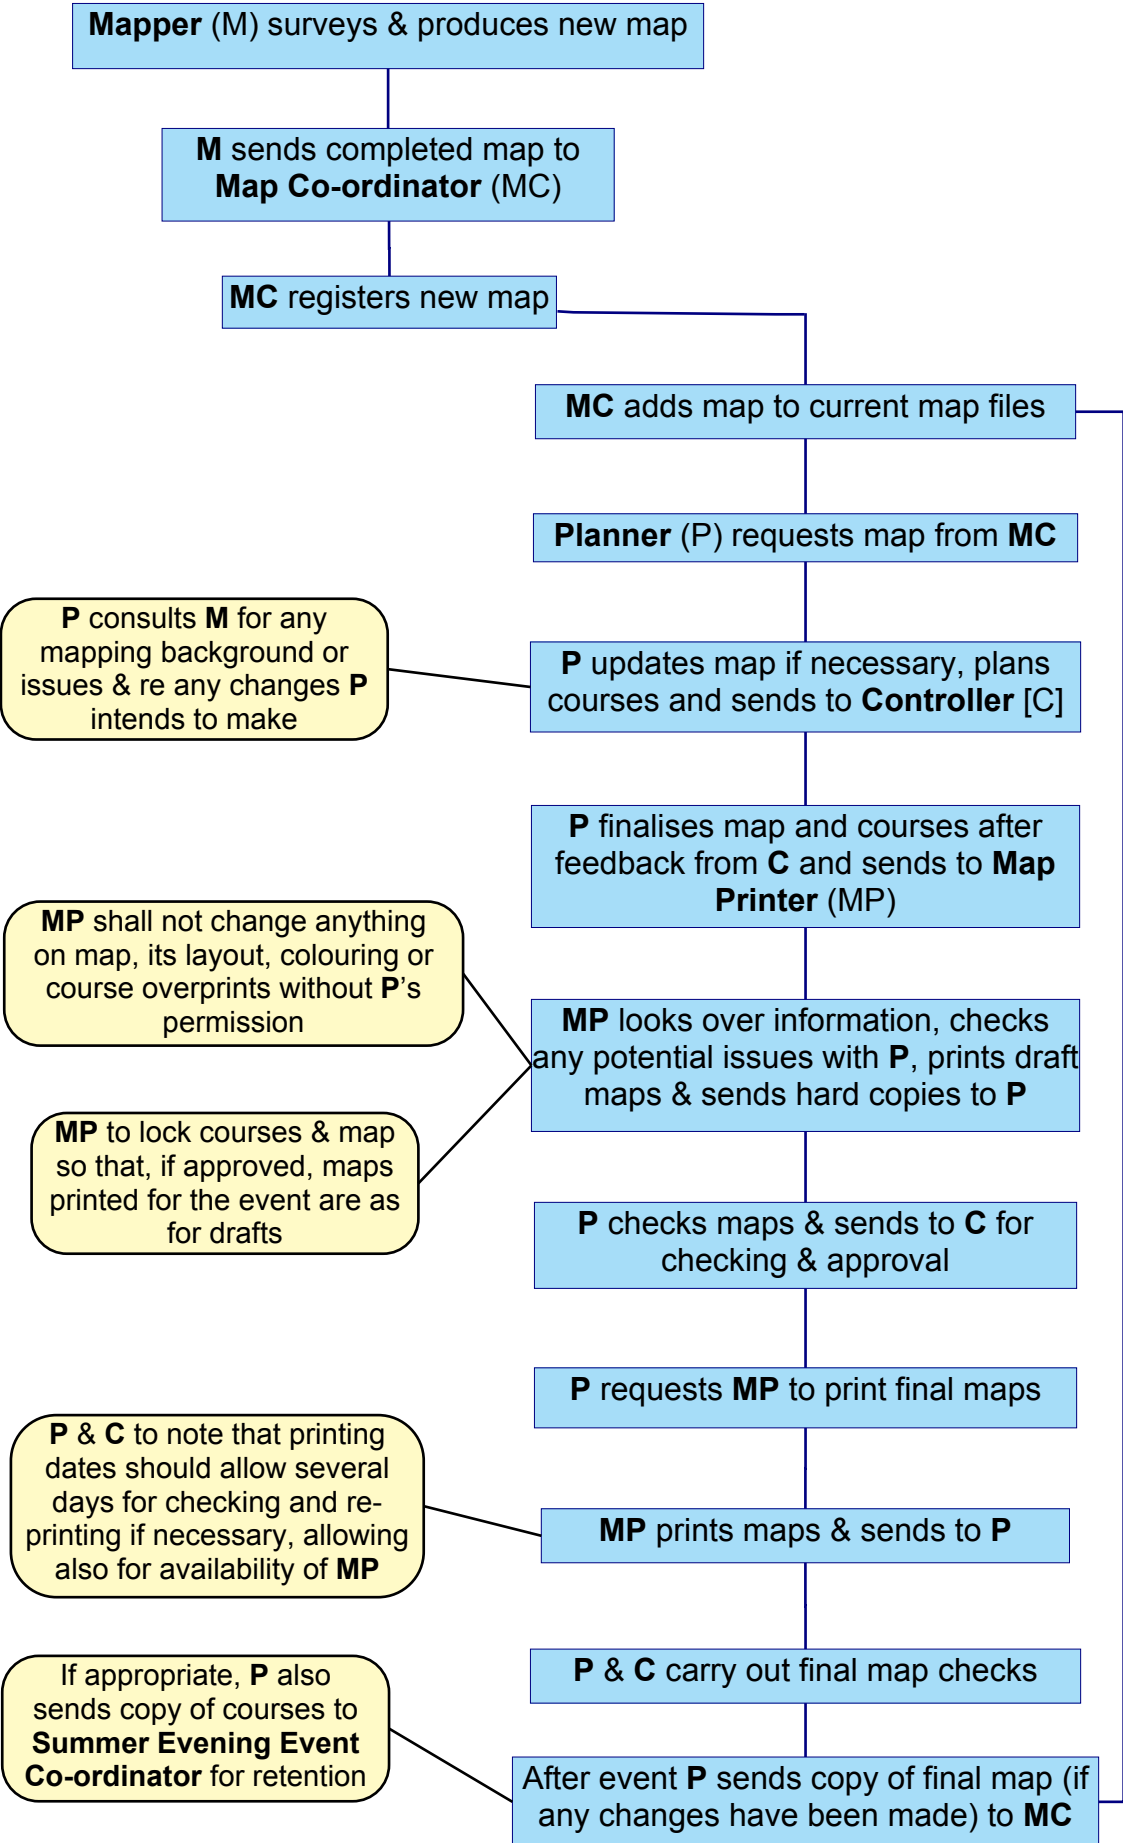 Mapper (M) surveys & produces new map
M sends completed map to
Map Co-ordinator (MC)
MC registers new map
MC adds map to current map files
Planner (P) requests map from MC
P consults M for any
mapping background or
issues & re any changes P
intends to make
P updates map if necessary, plans
courses and sends to Controller [C]
P finalises map and courses after
feedback from C and sends to Map
Printer (MP)
MP shall not change anything
on map, its layout, colouring or
course overprints without P's
permission
MP looks over information, checks
any potential issues with P, prints draft
maps & sends hard copies to P
MP to lock courses & map
so that, if approved, maps
printed for the event are as
for drafts
P checks maps & sends to C for
checking & approval
P requests MP to print final maps
P & C to note that printing
dates should allow several
days for checking and re-
printing if necessary, allowing
also for availability of MP
MP prints maps & sends to P
P & C carry out final map checks
If appropriate, P also
sends copy of courses to
Summer Evening Event
Co-ordinator for retention
After event P sends copy of final map (if
any changes have been made) to MC